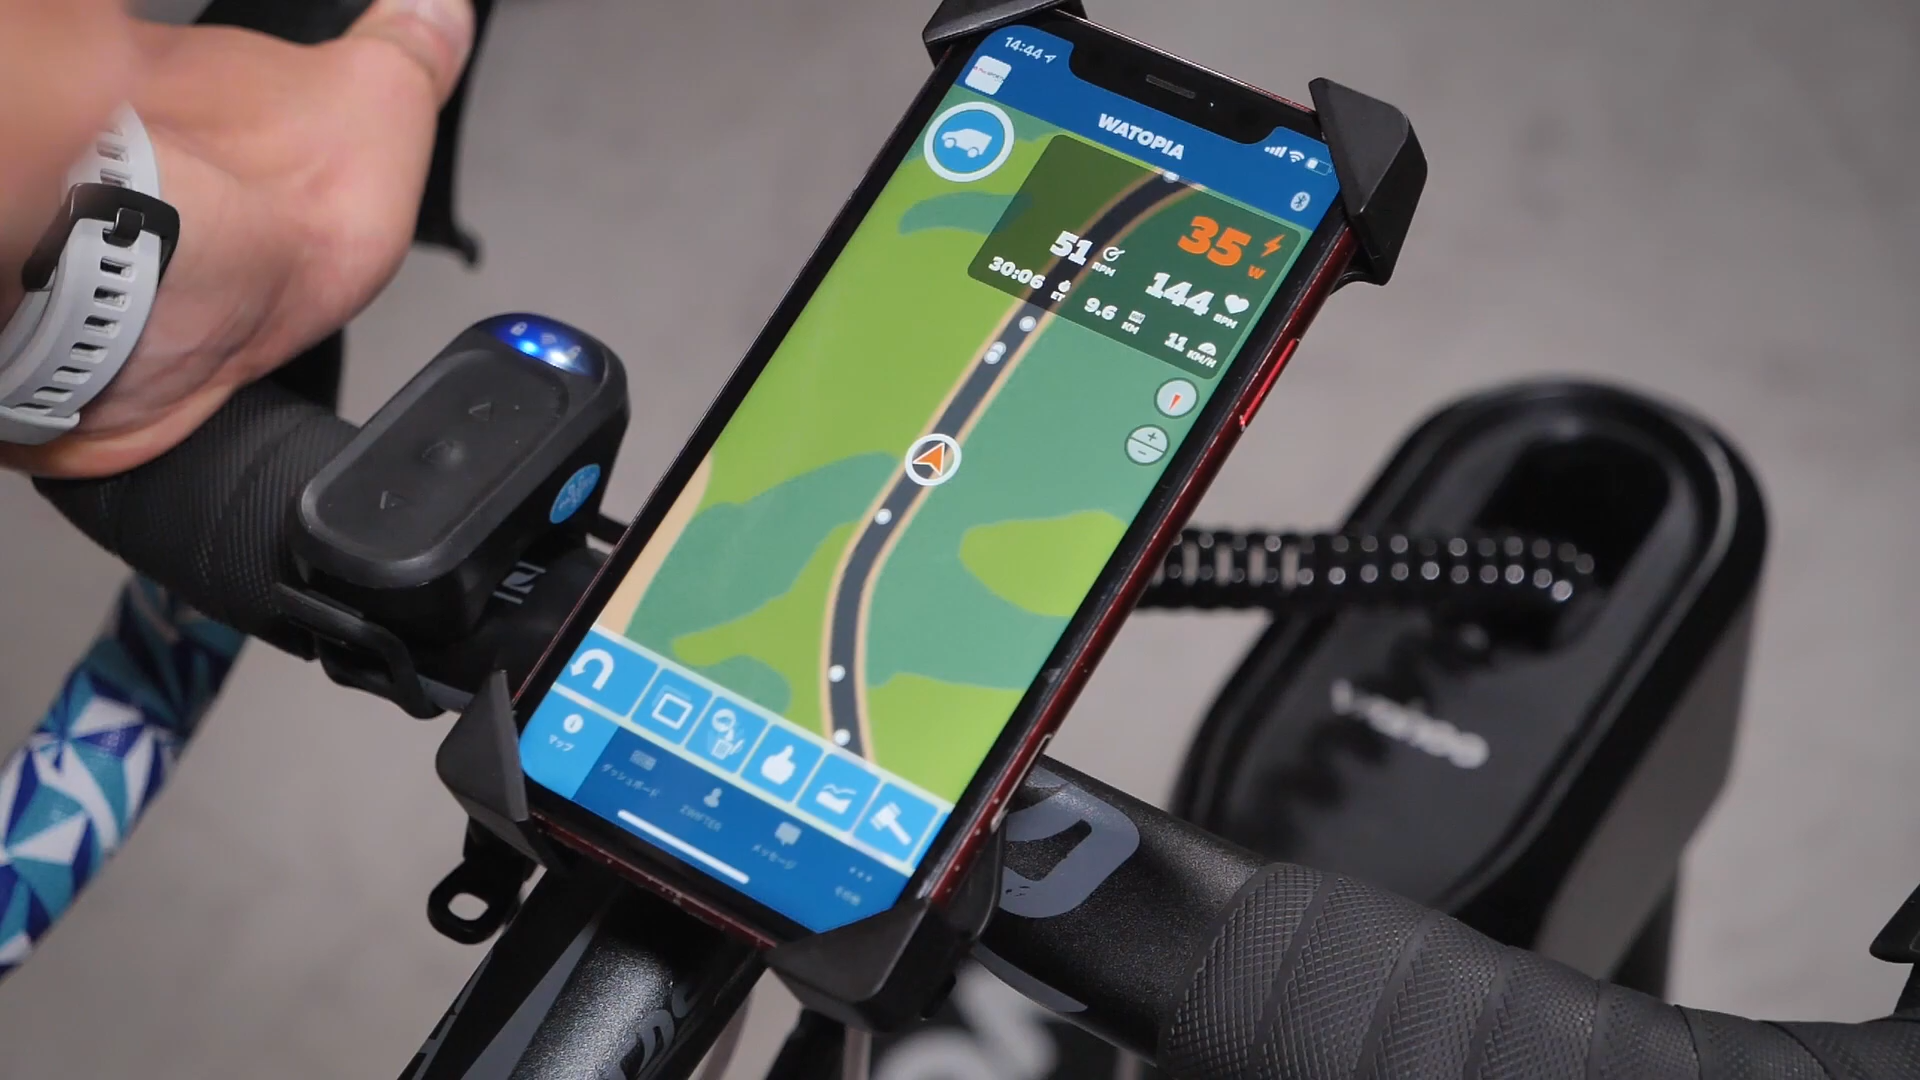 14:44
WATOPIA
35 W
51 RPM
144 BPM
30:06 ET
9.6 KM
11 KM/H
マップ
ダッシュボード
ZWIFTER
メッセージ
その他